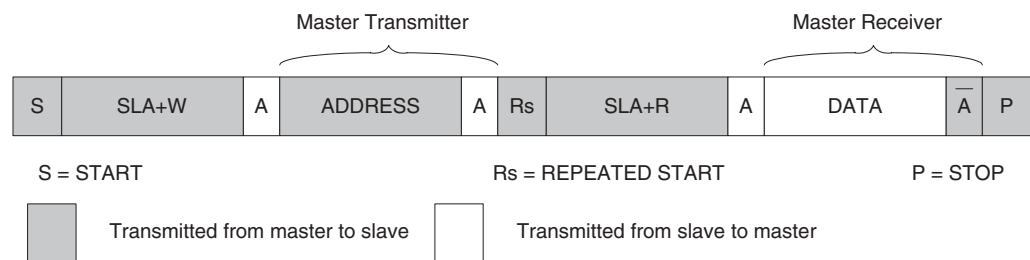 Master Transmitter Master Receiver
S SLA+W A ADDRESS A Rs SLA+R A DATA A̅ P
S = START Rs = REPEATED START P = STOP
Transmitted from master to slave Transmitted from slave to master